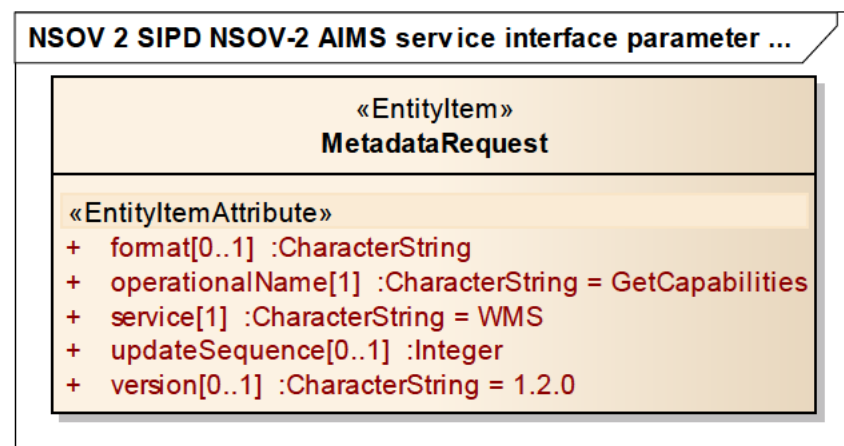 NSOV 2 SIPD NSOV-2 AIMS service interface parameter ...
«EntityItem»
MetadataRequest
«EntityItemAttribute»
+ format[0..1] :CharacterString
+ operationalName[1] :CharacterString = GetCapabilities
+ service[1] :CharacterString = WMS
+ updateSequence[0..1] :Integer
+ version[0..1] :CharacterString = 1.2.0